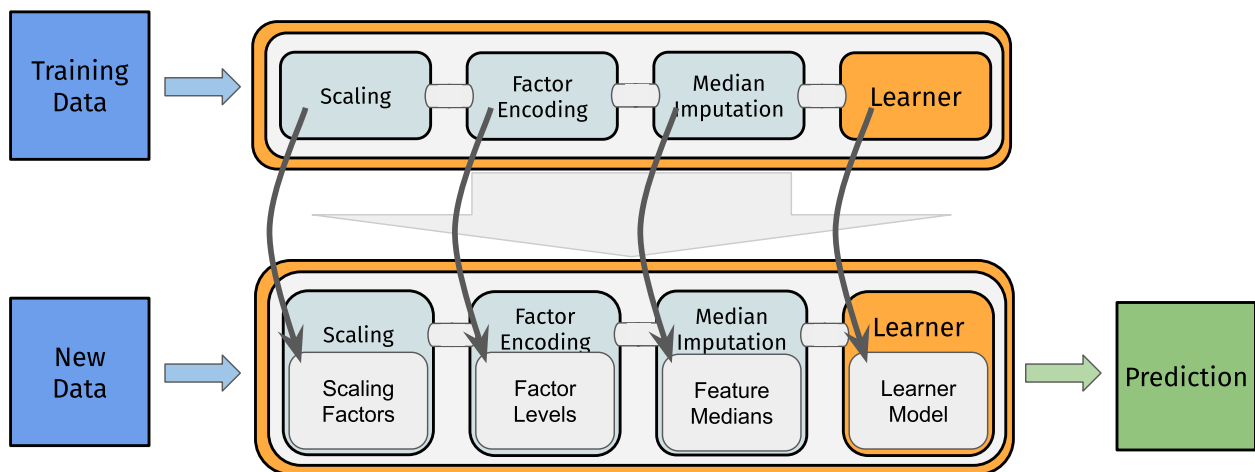 Training
Data
Scaling
Factor
Encoding
Median
Imputation
Learner
New
Data
Scaling
Scaling
Factors
Factor
Encoding
Factor
Levels
Median
Imputation
Feature
Medians
Learner
Learner
Model
Prediction